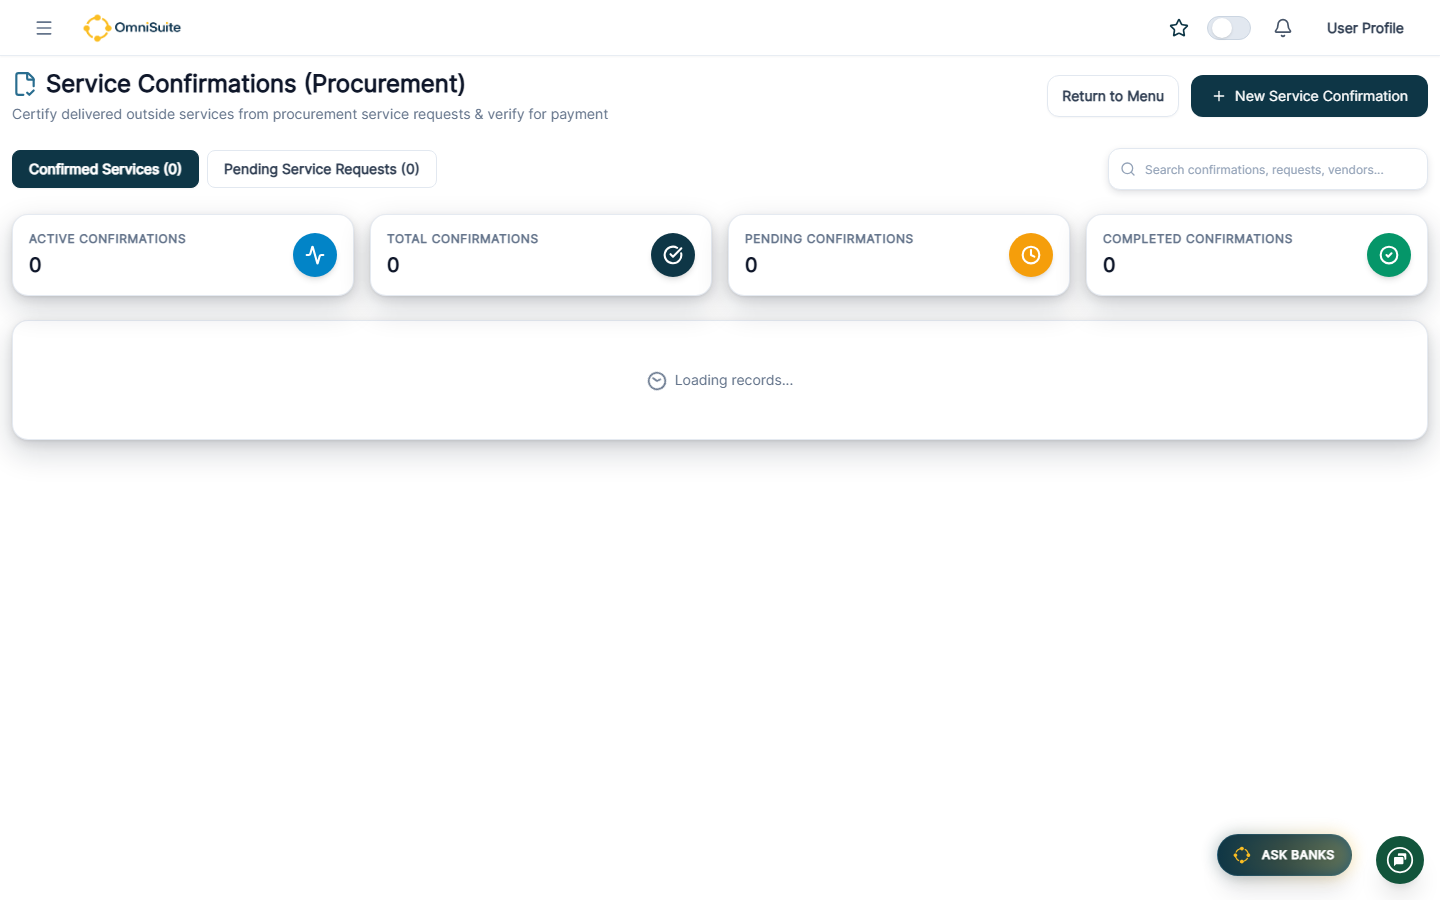 OmniSuite
User Profile
Service Confirmations (Procurement)
Certify delivered outside services from procurement service requests & verify for payment
Return to Menu
New Service Confirmation
Confirmed Services (0)
Pending Service Requests (0)
Search confirmations, requests, vendors...
ACTIVE CONFIRMATIONS
0
TOTAL CONFIRMATIONS
0
PENDING CONFIRMATIONS
0
COMPLETED CONFIRMATIONS
0
Loading records...
ASK BANKS